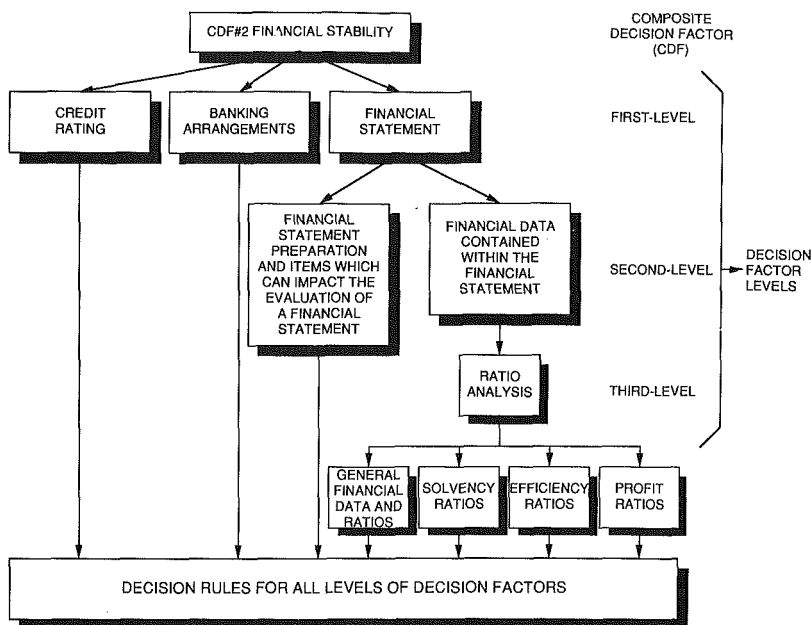 CDF#2 FINANCIAL STABILITY
COMPOSITE
DECISION FACTOR
(CDF)
CREDIT
RATING
BANKING
ARRANGEMENTS
FINANCIAL
STATEMENT
FIRST-LEVEL
FINANCIAL
STATEMENT
PREPARATION
AND ITEMS WHICH
CAN IMPACT THE
EVALUATION OF
A FINANCIAL
STATEMENT
FINANCIAL DATA
CONTAINED
WITHIN THE
FINANCIAL
STATEMENT
SECOND-LEVEL
DECISION
FACTOR
LEVELS
RATIO
ANALYSIS
THIRD-LEVEL
GENERAL
FINANCIAL
DATA AND
RATIOS
SOLVENCY
RATIOS
EFFICIENCY
RATIOS
PROFIT
RATIOS
DECISION RULES FOR ALL LEVELS OF DECISION FACTORS